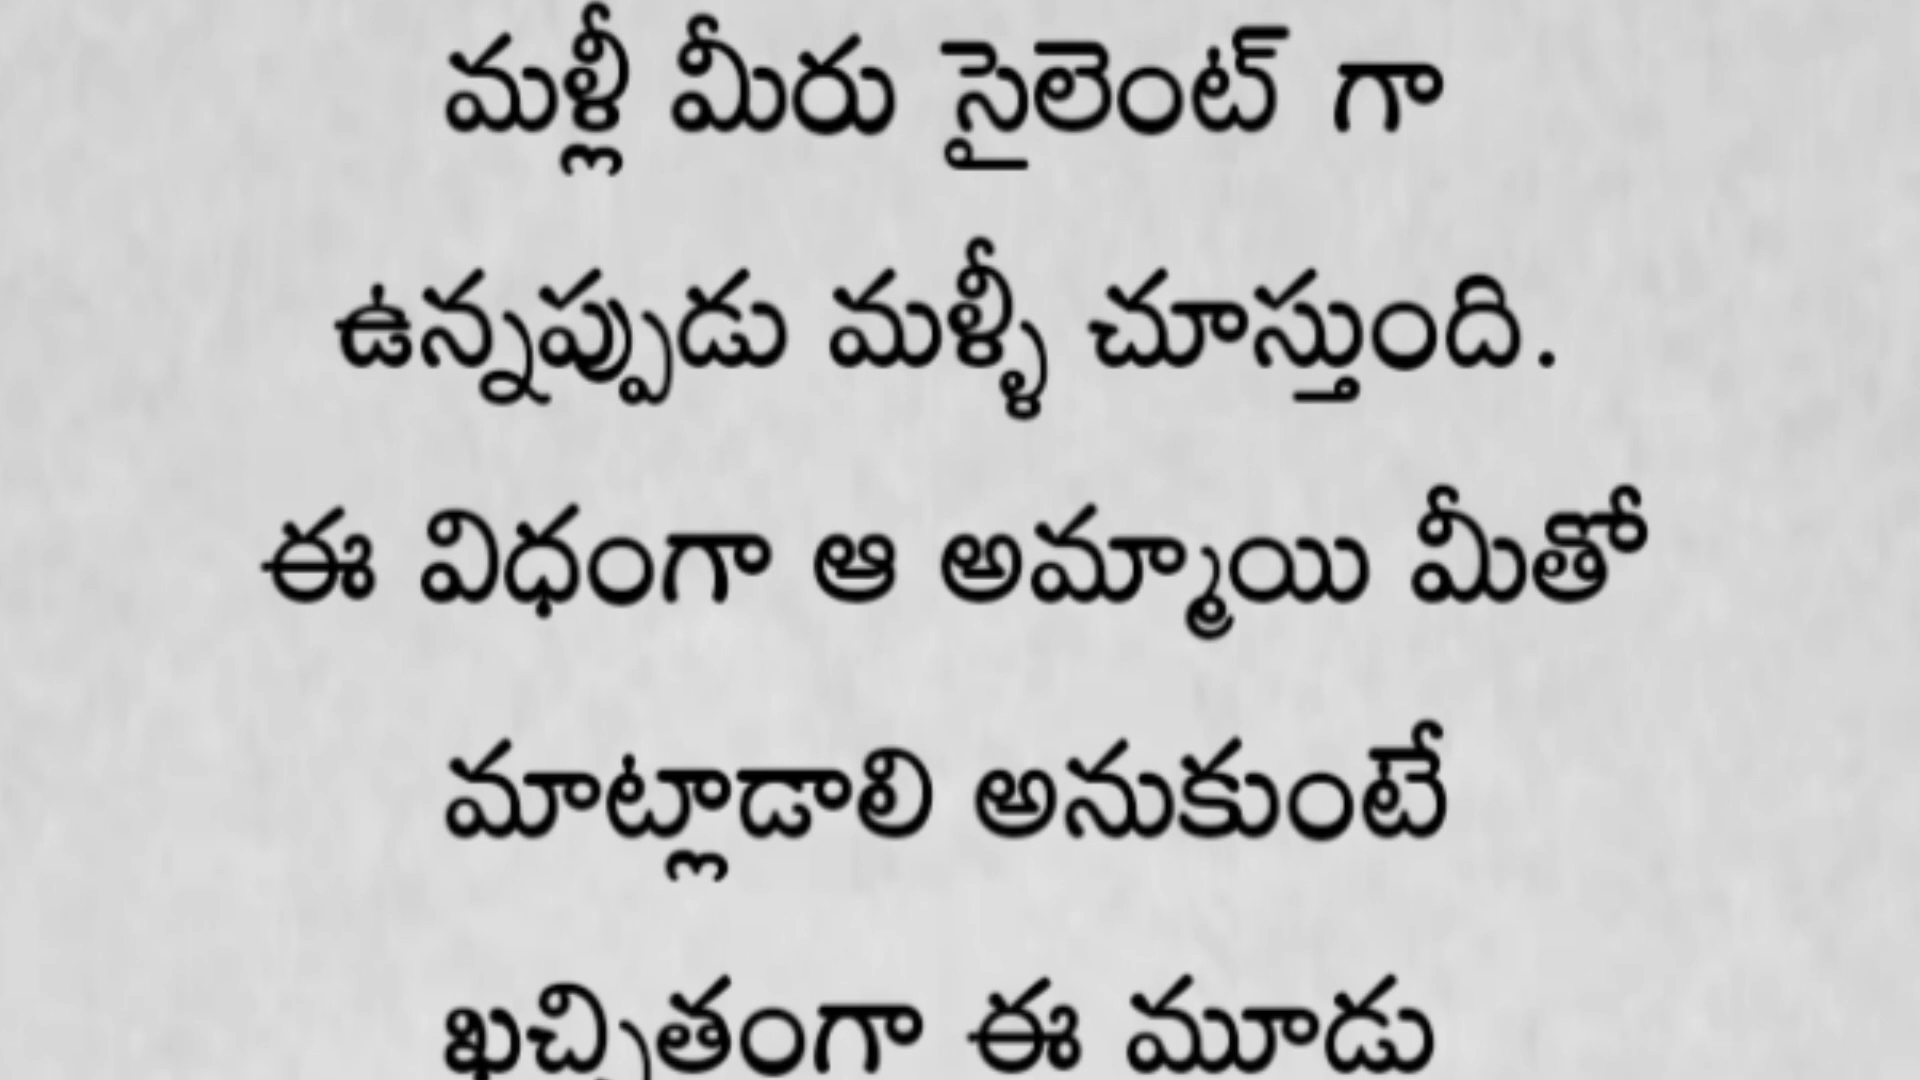 మళ్లీ మీరు సైలెంట్ గా
ఉన్నప్పుడు మళ్ళీ చూస్తుంది.
ఈ విధంగా ఆ అమ్మాయి మీతో
మాట్లాడాలి అనుకుంటే
ఖచ్చితంగా ఈ మూడు